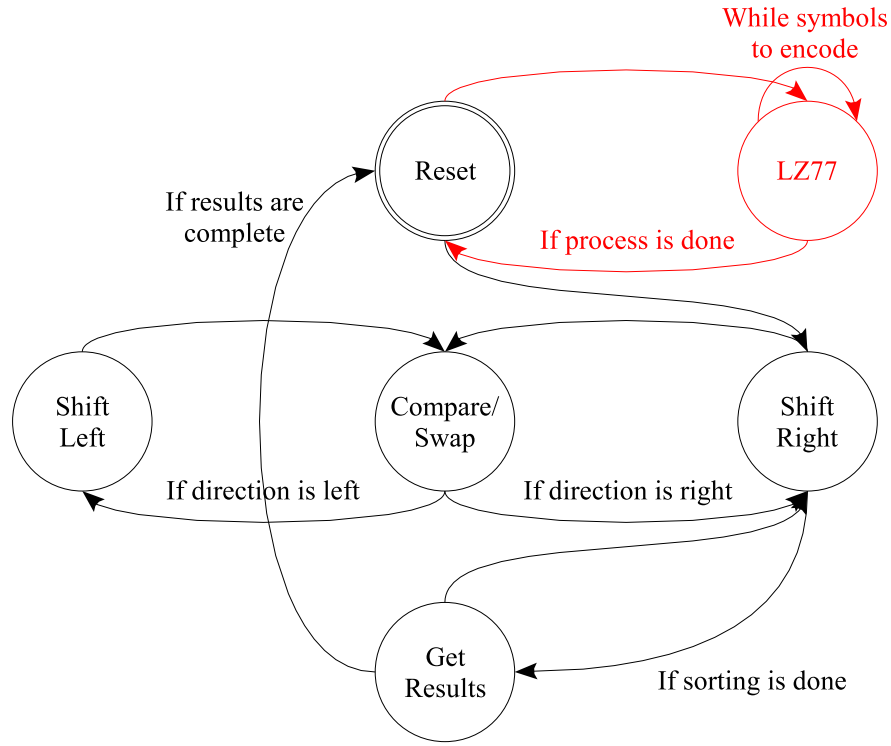 While symbols
to encode
Reset
LZ77
If results are
complete
If process is done
Shift
Left
Compare/
Swap
Shift
Right
If direction is left
If direction is right
Get
Results
If sorting is done